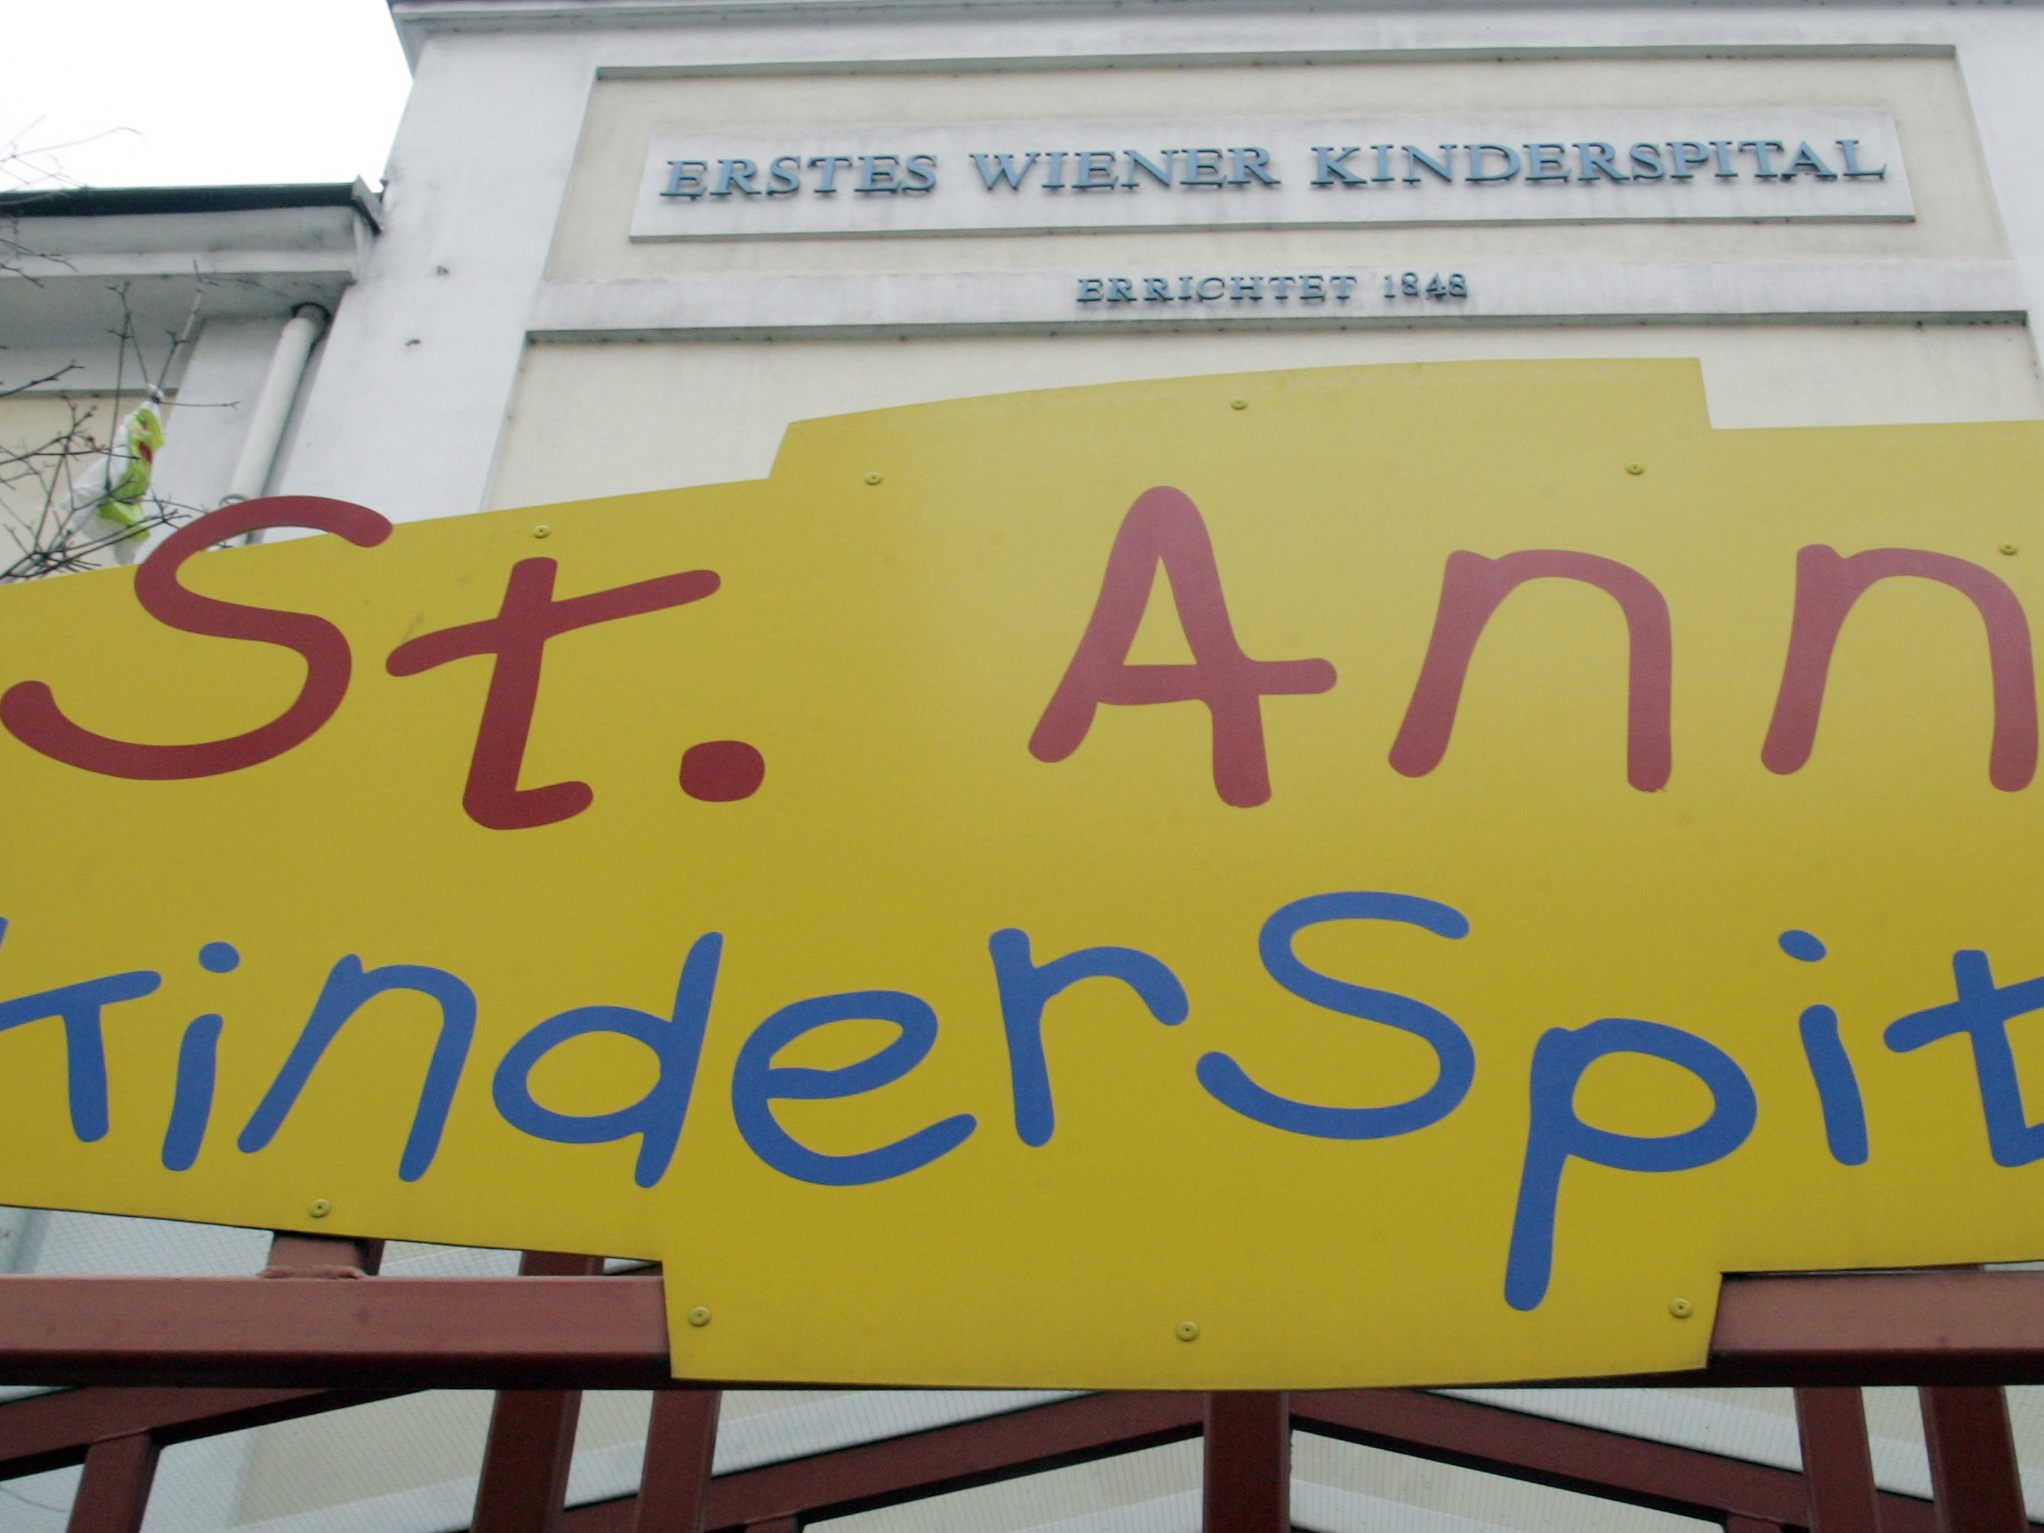 ERSTES WIENER KINDERSPITAL
ERRICHTET 1848
St. Ann
kinderSpit